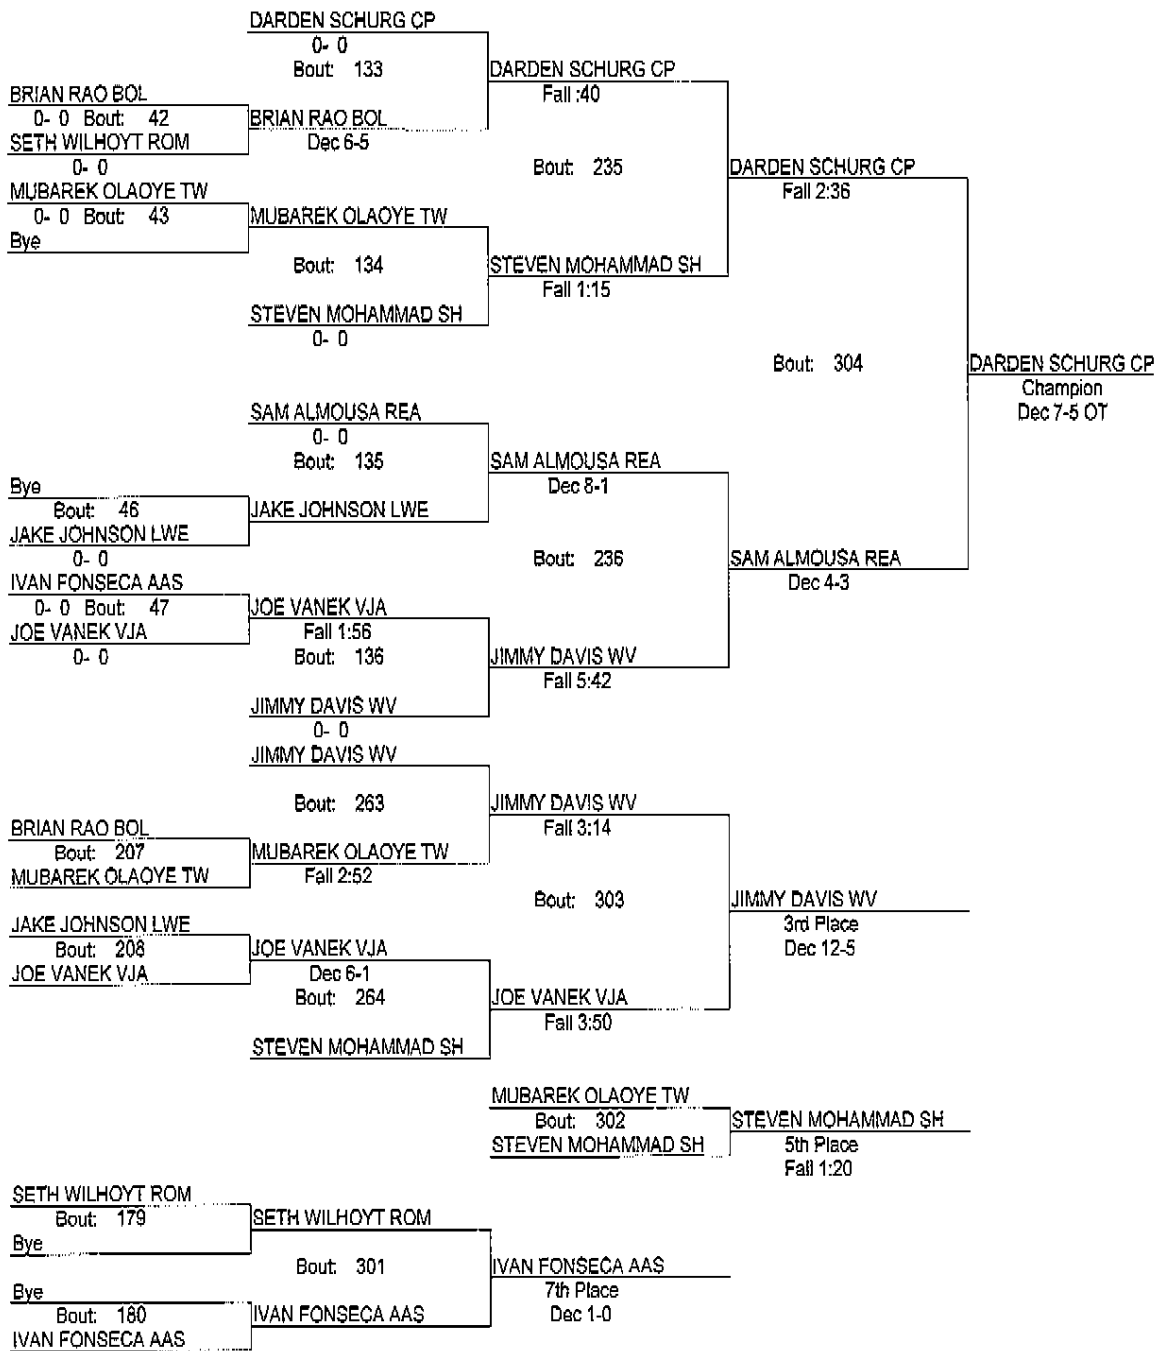 DARDEN SCHURG CP
0- 0
Bout: 133
DARDEN SCHURG CP
Fall :40
BRIAN RAO BOL
0- 0 Bout: 42
BRIAN RAO BOL
Dec 6-5
SETH WILHOYT ROM
0- 0
Bout: 235
DARDEN SCHURG CP
Fall 2:36
MUBAREK OLAOYE TW
0- 0 Bout: 43
MUBAREK OLAOYE TW
Bye
Bout: 134
STEVEN MOHAMMAD SH
Fall 1:15
STEVEN MOHAMMAD SH
0- 0
Bout: 304
DARDEN SCHURG CP
Champion
Dec 7-5 OT
SAM ALMOUSA REA
0- 0
Bout: 135
SAM ALMOUSA REA
Dec 8-1
Bye
Bout: 46
JAKE JOHNSON LWE
JAKE JOHNSON LWE
0- 0
Bout: 236
SAM ALMOUSA REA
Dec 4-3
IVAN FONSECA AAS
0- 0 Bout: 47
JOE VANEK VJA
Fall 1:56
JOE VANEK VJA
0- 0
Bout: 136
JIMMY DAVIS WV
Fall 5:42
JIMMY DAVIS WV
0- 0
JIMMY DAVIS WV
Bout: 263
JIMMY DAVIS WV
Fall 3:14
BRIAN RAO BOL
Bout: 207
MUBAREK OLAOYE TW
Fall 2:52
MUBAREK OLAOYE TW
Bout: 303
JIMMY DAVIS WV
3rd Place
Dec 12-5
JAKE JOHNSON LWE
Bout: 208
JOE VANEK VJA
Dec 6-1
JOE VANEK VJA
Bout: 264
JOE VANEK VJA
Fall 3:50
STEVEN MOHAMMAD SH
MUBAREK OLAOYE TW
Bout: 302
STEVEN MOHAMMAD SH
STEVEN MOHAMMAD SH
5th Place
Fall 1:20
SETH WILHOYT ROM
Bout: 179
SETH WILHOYT ROM
Bye
Bout: 301
IVAN FONSECA AAS
7th Place
Dec 1-0
Bye
Bout: 180
IVAN FONSECA AAS
IVAN FONSECA AAS